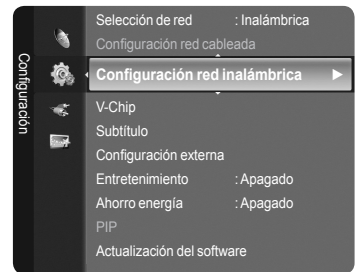 Configuración
Selección de red : Inalámbrica
Configuración red cableada
Configuración red inalámbrica
V-Chip
Subtítulo
Configuración externa
Entretenimiento : Apagado
Ahorro energía : Apagado
PIP
Actualización del software